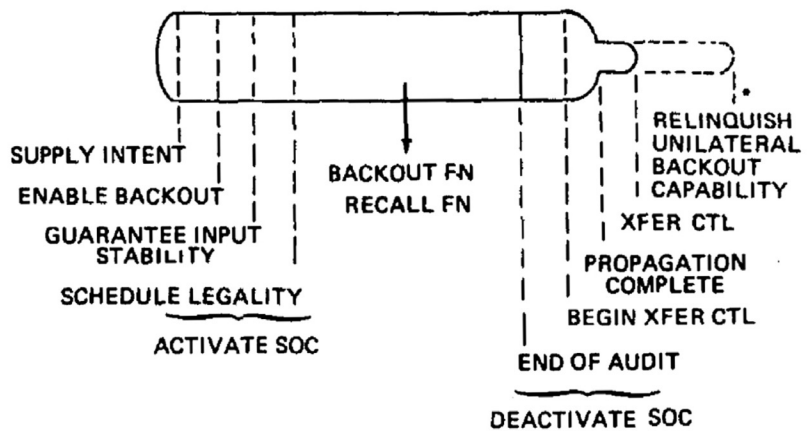 SUPPLY INTENT
ENABLE BACKOUT
GUARANTEE INPUT
STABILITY
SCHEDULE LEGALITY
ACTIVATE SOC
BACKOUT FN
RECALL FN
*
RELINQUISH
UNILATERAL
BACKOUT
CAPABILITY
XFER CTL
PROPAGATION
COMPLETE
BEGIN XFER CTL
END OF AUDIT
DEACTIVATE SOC